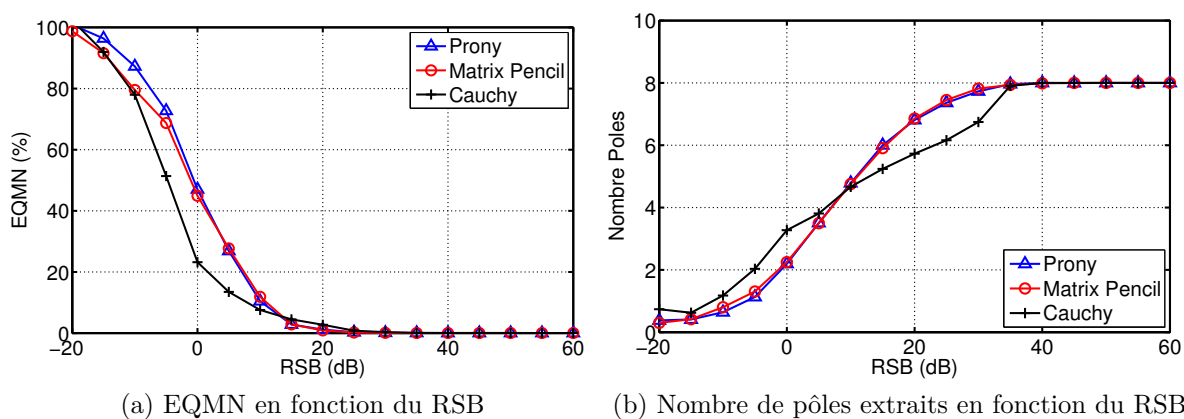 100
80
60
40
20
0
EQMN (%)
−20
0
20
40
60
RSB (dB)
Prony
Matrix Pencil
Cauchy
(a) EQMN en fonction du RSB
10
8
6
4
2
0
Nombre Poles
−20
0
20
40
60
RSB (dB)
Prony
Matrix Pencil
Cauchy
(b) Nombre de pôles extraits en fonction du RSB